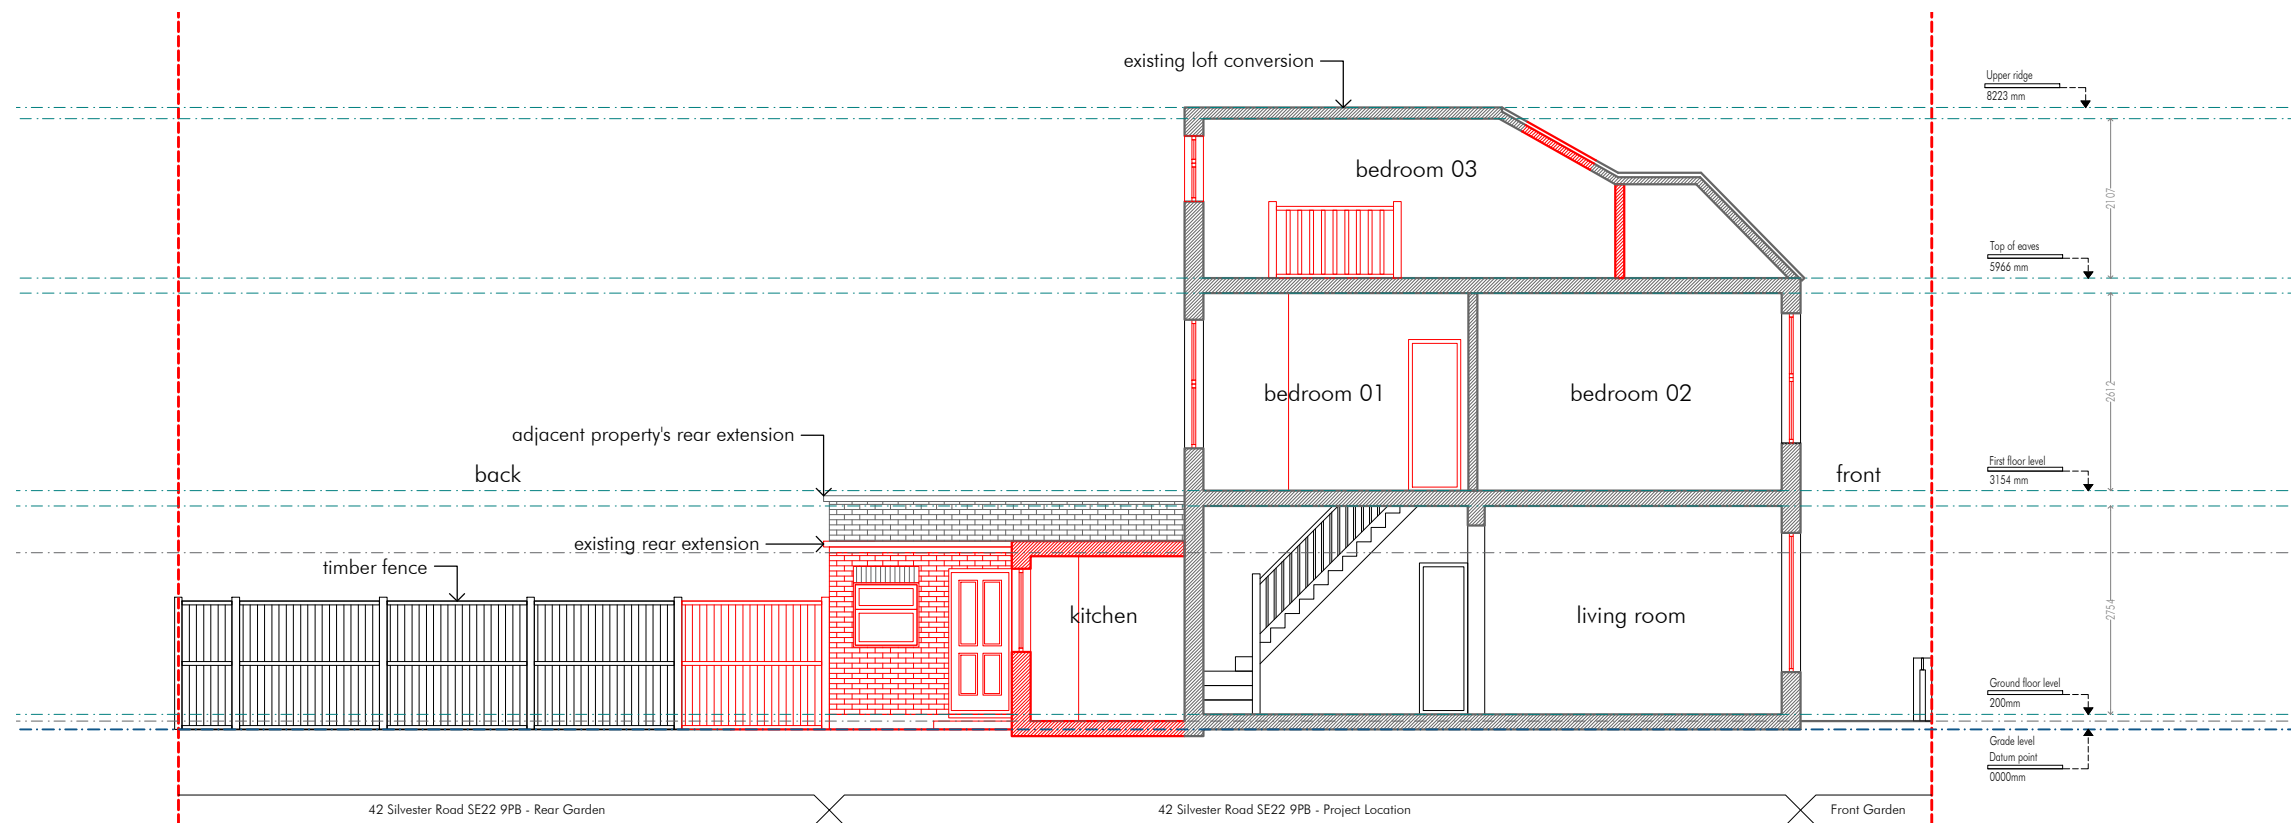 existing loft conversion
Upper ridge
8223 mm
bedroom 03
2107
Top of eaves
5966 mm
bedroom 01
bedroom 02
2612
adjacent property's rear extension
back
front
First floor level
3154 mm
existing rear extension
timber fence
kitchen
living room
2754
Ground floor level
200mm
Grade level
Datum point
0000mm
42 Silvester Road SE22 9PB - Rear Garden
42 Silvester Road SE22 9PB - Project Location
Front Garden